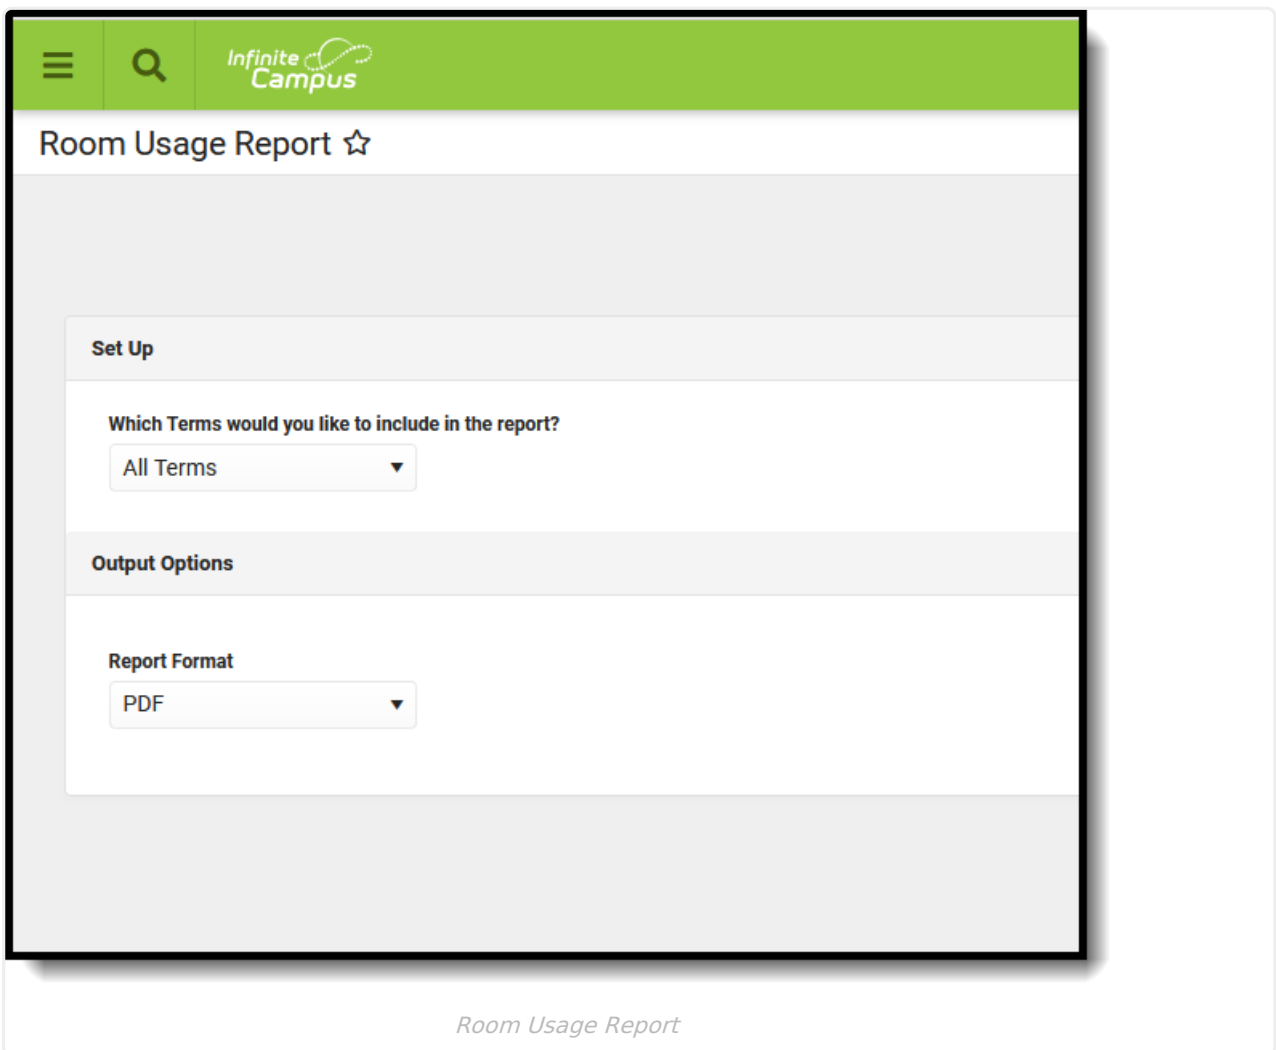 Infinite
Campus
Room Usage Report
Set Up
Which Terms would you like to include in the report?
All Terms
Output Options
Report Format
PDF
Room Usage Report